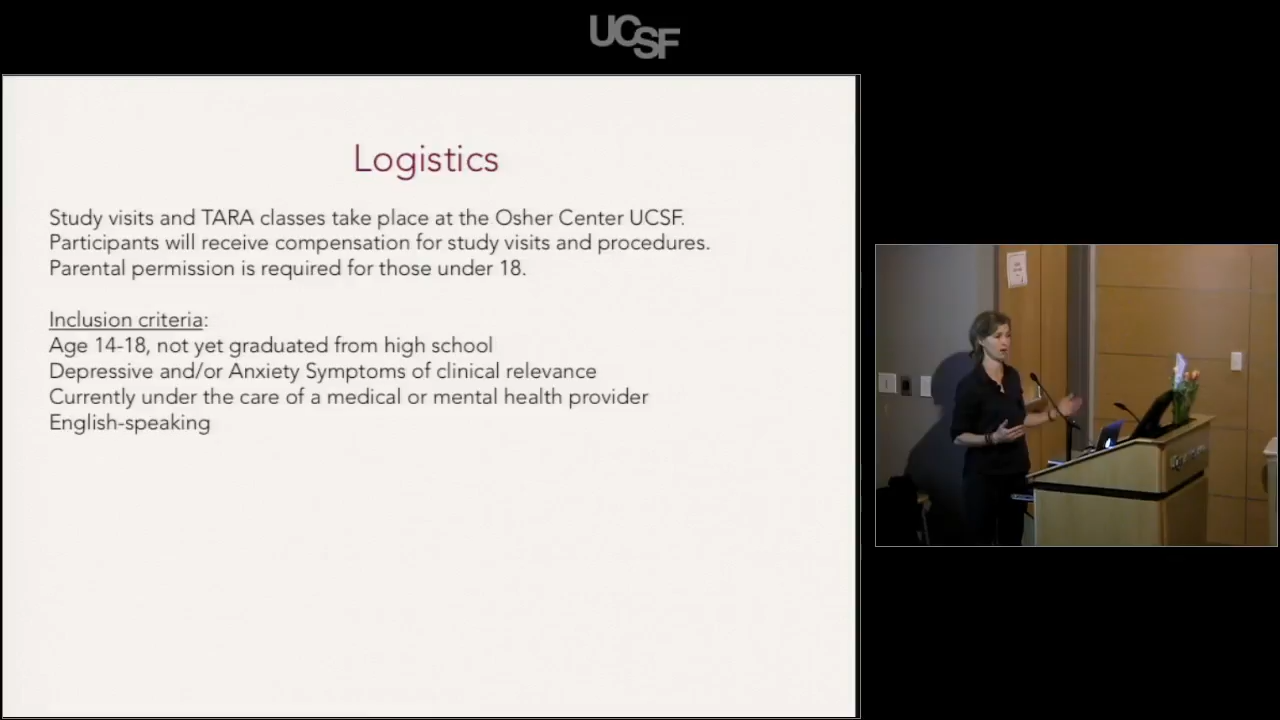 UCSF
Logistics
Study visits and TARA classes take place at the Osher Center UCSF.
Participants will receive compensation for study visits and procedures.
Parental permission is required for those under 18.
Inclusion criteria:
Age 14-18, not yet graduated from high school
Depressive and/or Anxiety Symptoms of clinical relevance
Currently under the care of a medical or mental health provider
English-speaking